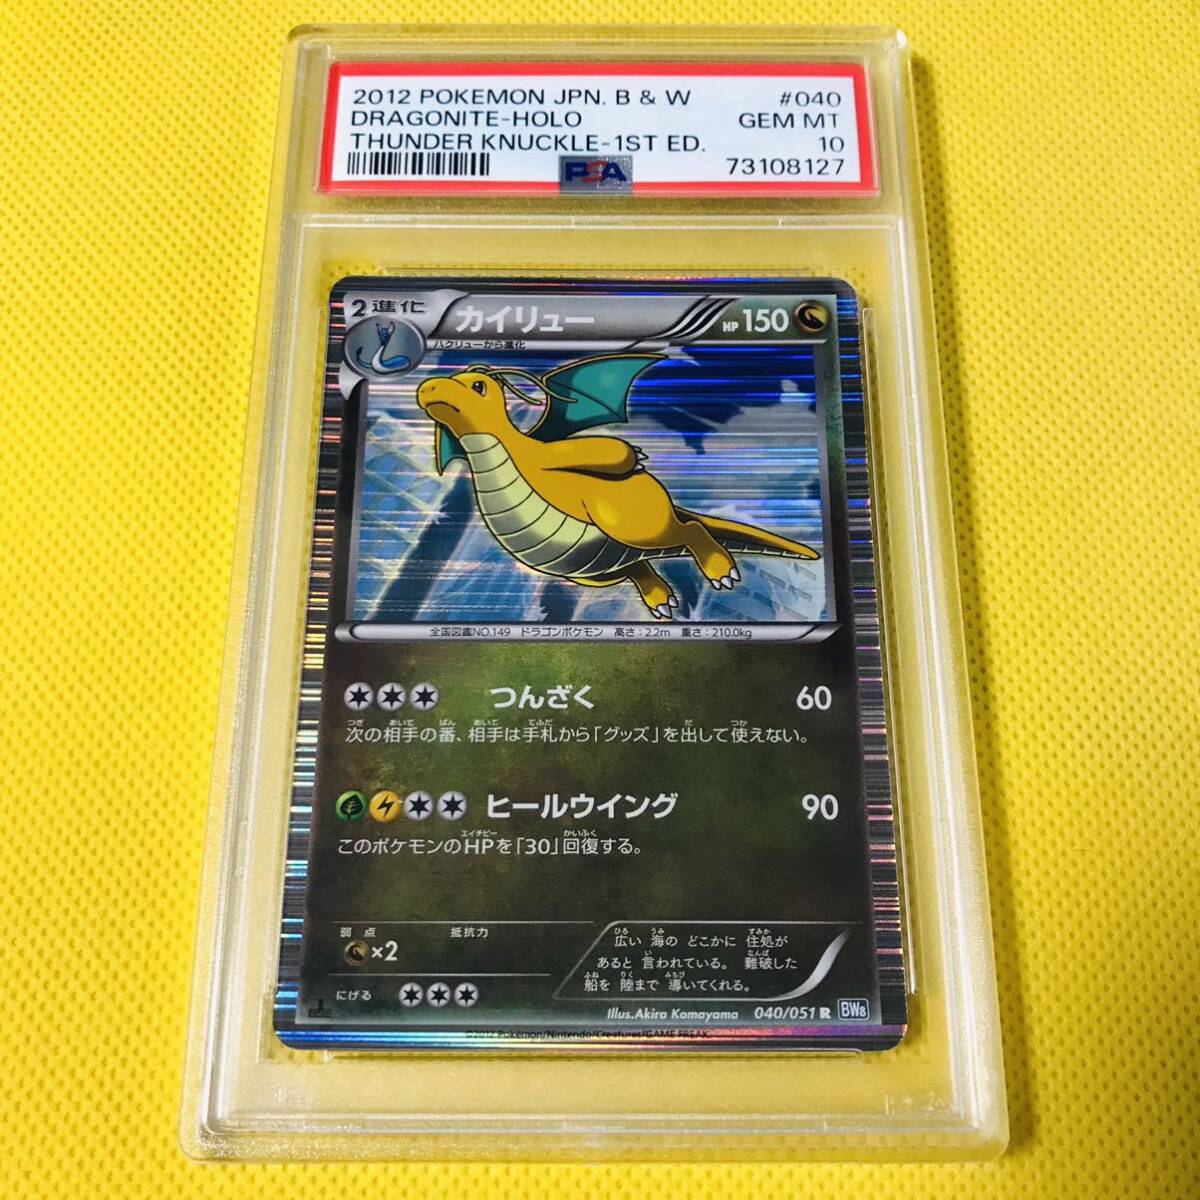 2012 POKEMON JPN. B & W #040
DRAGONITE-HOLO GEM MT
THUNDER KNUCKLE-1ST ED. 10
PSA 73108127
2進化 カイリュー HP 150
ハクリューから進化
全国図鑑NO.149 ドラゴンポケモン 高さ:2.2m 重さ:210.0kg
つんざく 60
次の相手の番、相手は手札から「グッズ」を出して使えない。
ヒールウイング 90
このポケモンのHPを「30」回復する。
弱点 抵抗力
×2
にげる
広い 海の どこかに 住処が
あると 言われている。 難破した
船を 陸まで 導いてくれる。
Illus.Akira Komayama 040/051 R BW8
©2012 Pokémon/Nintendo/Creatures/GAME FREAK